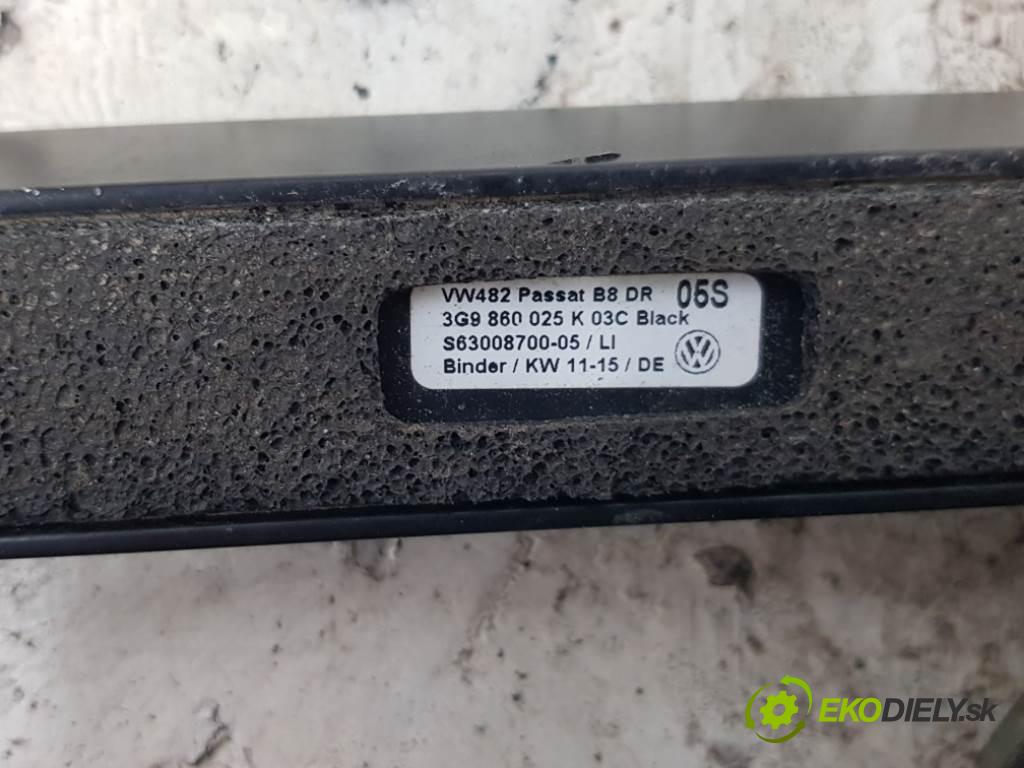 VW482 Passat B8 DR 05S
3G9 860 025 K 03C Black
S63008700-05 / LI
Binder / KW 11-15 / DE
EKODIELY.sk